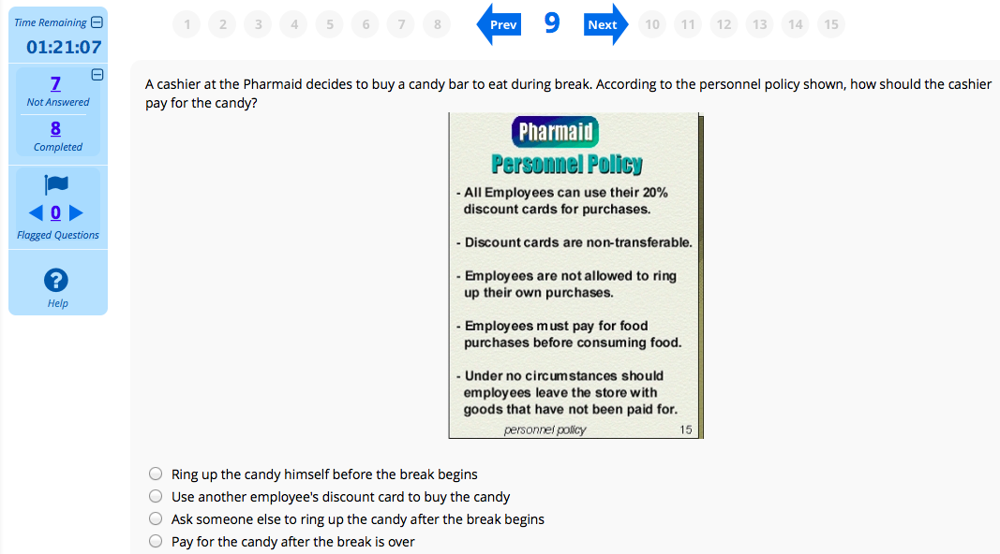 Time Remaining
01:21:07
7
Not Answered
8
Completed
0
Flagged Questions
?
Help
1 2 3 4 5 6 7 8 Prev 9 Next 10 11 12 13 14 15
A cashier at the Pharmaid decides to buy a candy bar to eat during break. According to the personnel policy shown, how should the cashier
pay for the candy?
Pharmaid
Personnel Policy
- All Employees can use their 20%
discount cards for purchases.
- Discount cards are non-transferable.
- Employees are not allowed to ring
up their own purchases.
- Employees must pay for food
purchases before consuming food.
- Under no circumstances should
employees leave the store with
goods that have not been paid for.
personnel policy 15
Ring up the candy himself before the break begins
Use another employee's discount card to buy the candy
Ask someone else to ring up the candy after the break begins
Pay for the candy after the break is over